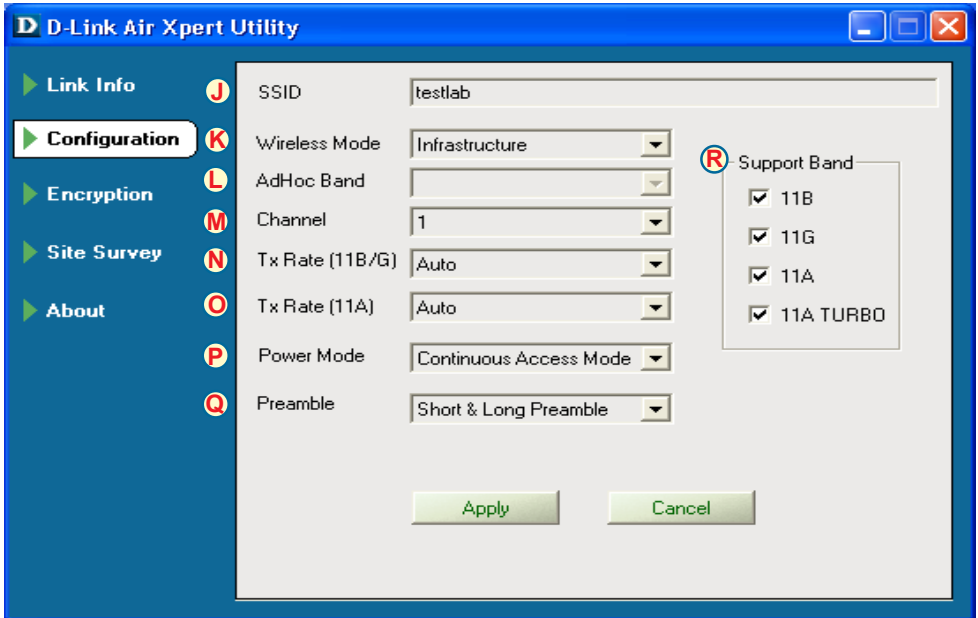 D D-Link Air Xpert Utility
Link Info
Configuration
Encryption
Site Survey
About
J SSID testlab
K Wireless Mode Infrastructure
L AdHoc Band
M Channel 1
N Tx Rate (11B/G) Auto
O Tx Rate (11A) Auto
P Power Mode Continuous Access Mode
Q Preamble Short & Long Preamble
R Support Band
11B
11G
11A
11A TURBO
Apply Cancel